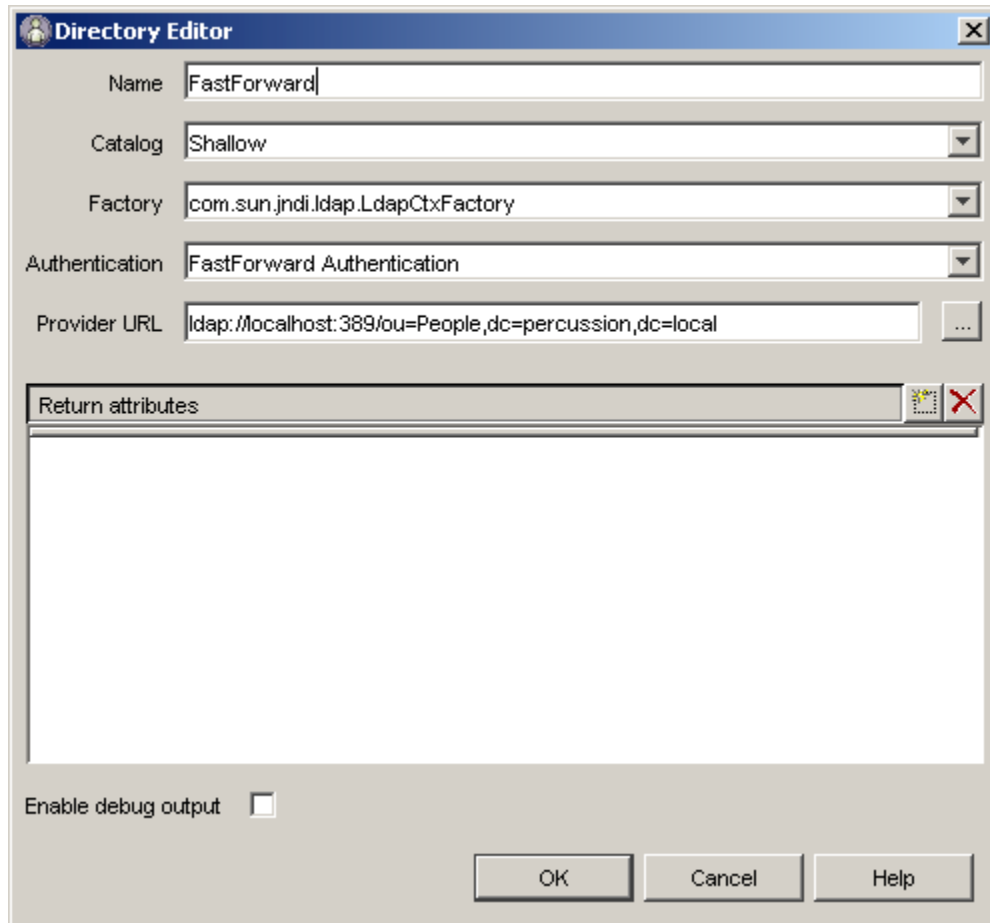 Directory Editor
Name FastForward
Catalog Shallow
Factory com.sun.jndi.ldap.LdapCtxFactory
Authentication FastForward Authentication
Provider URL ldap://localhost:389/ou=People,dc=percussion,dc=local ...
Return attributes
Enable debug output
OK Cancel Help